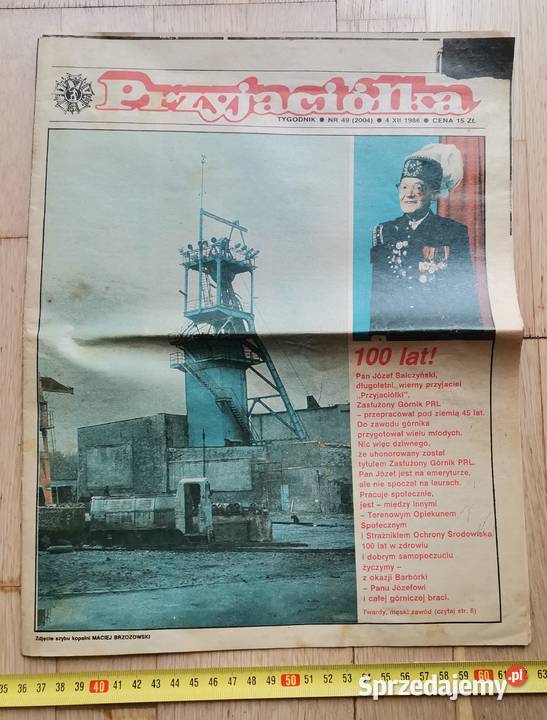 Przyjaciółka
TYGODNIK ● NR 49 (2004) ● 4 XII 1986 ● CENA 15 ZŁ
100 lat!
Pan Józef Salczyński,
długoletni, wierny przyjaciel
„Przyjaciółki",
Zasłużony Górnik PRL
– przepracował pod ziemią 45 lat.
Do zawodu górnika
przygotował wielu młodych.
Nic więc dziwnego,
że uhonorowany został
tytułem Zasłużony Górnik PRL.
Pan Józef jest na emeryturze,
ale nie spoczął na laurach.
Pracuje społecznie,
jest – między innymi
– Terenowym Opiekunem
Społecznym
i Strażnikiem Ochrony Środowiska.
100 lat w zdrowiu
i dobrym samopoczuciu
życzymy –
z okazji Barbórki
– Panu Józefowi
i całej górniczej braci.
Twardy, męski zawód (czytaj str. 6)
Zdjęcie szybu kopalni MACIEJ BRZOZOWSKI
35 36 37 38 39 40 41 42 43 44 45 46 47 48 49 50 51 52 53 54 55 56 57 58 59 60 61 62 63
Sprzedajemy.pl